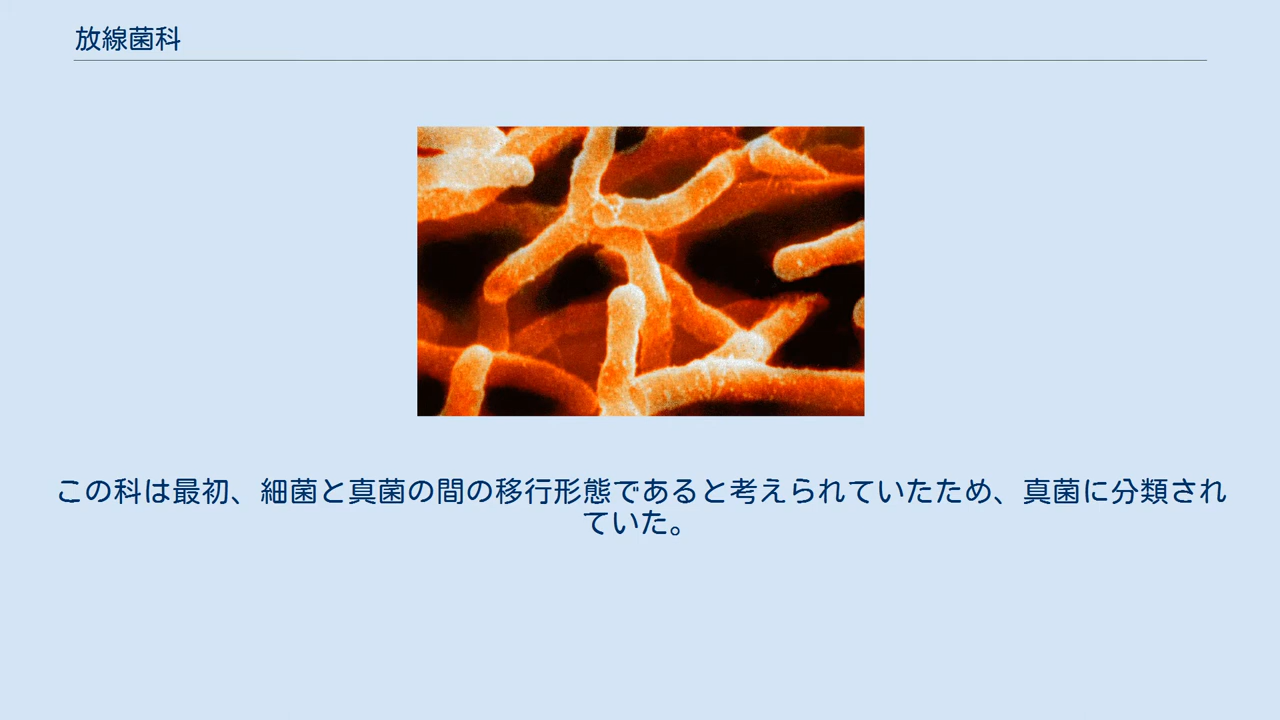 放線菌科
この科は最初、細菌と真菌の間の移行形態であると考えられていたため、真菌に分類され
ていた。